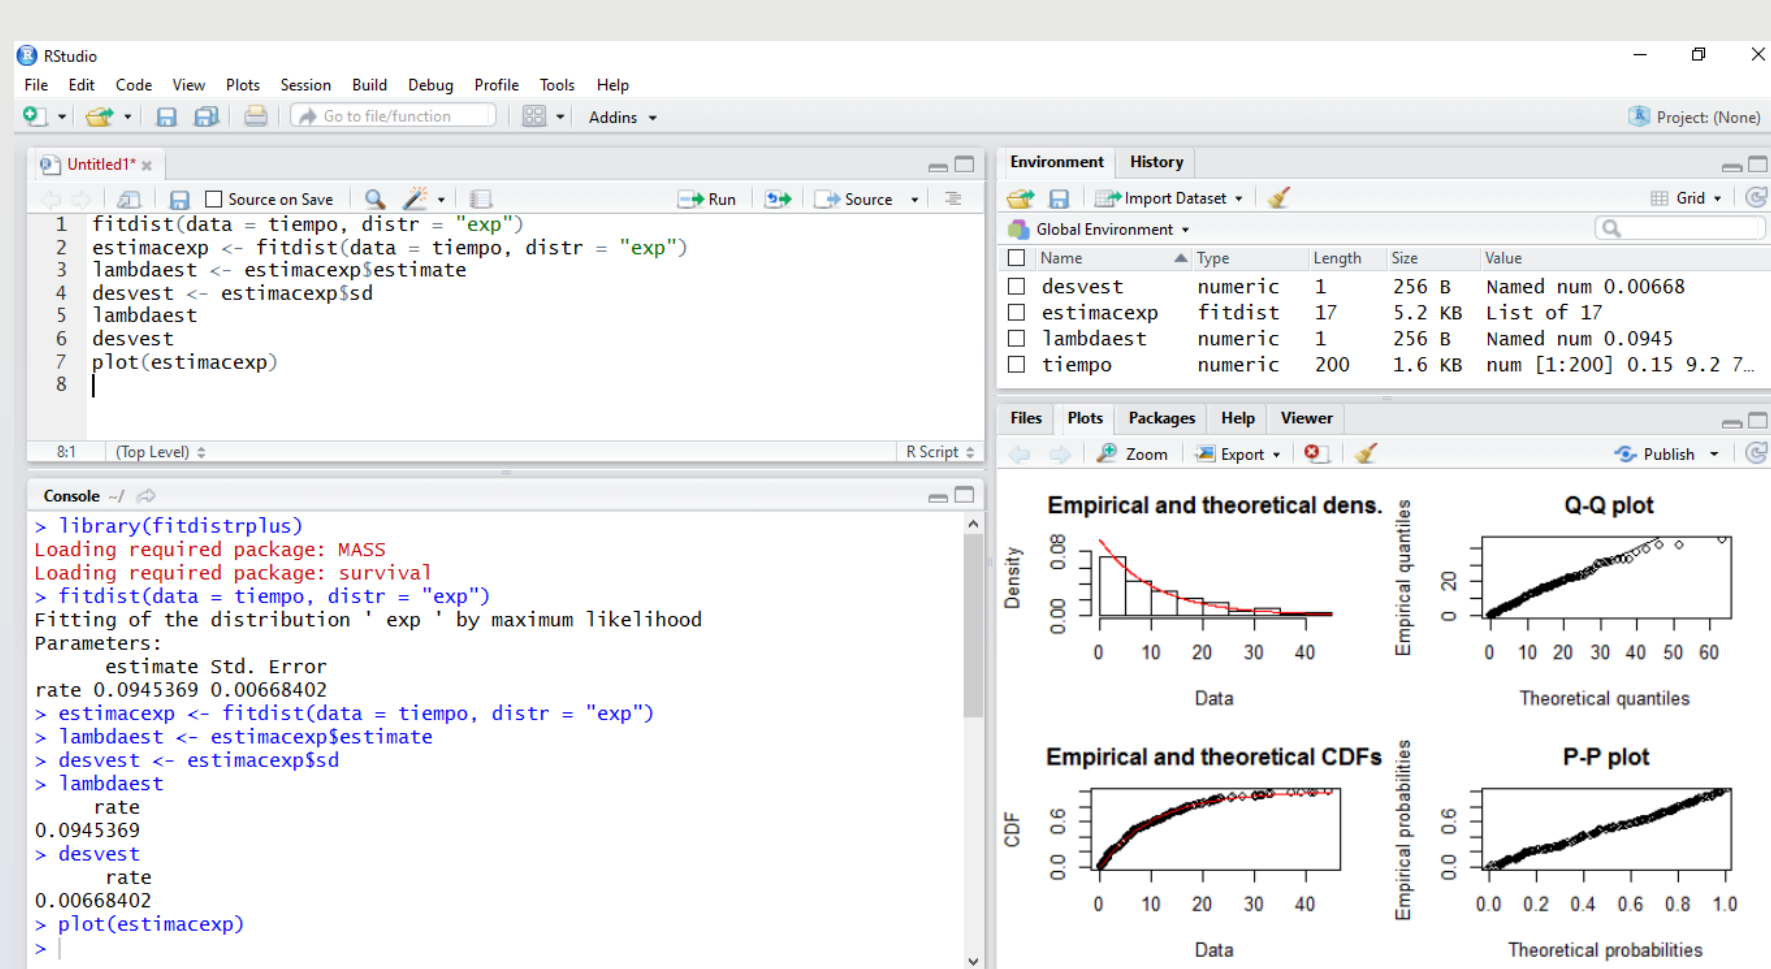 RStudio
File Edit Code View Plots Session Build Debug Profile Tools Help
Go to file/function Addins Project: (None)
Untitled1*
Source on Save Run Source
1 fitdist(data = tiempo, distr = "exp")
2 estimacexp <- fitdist(data = tiempo, distr = "exp")
3 lambdaest <- estimacexp$estimate
4 desvest <- estimacexp$sd
5 lambdaest
6 desvest
7 plot(estimacexp)
8
8:1 (Top Level) R Script
Console ~/
> library(fitdistrplus)
Loading required package: MASS
Loading required package: survival
> fitdist(data = tiempo, distr = "exp")
Fitting of the distribution ' exp ' by maximum likelihood
Parameters:
estimate Std. Error
rate 0.0945369 0.00668402
> estimacexp <- fitdist(data = tiempo, distr = "exp")
> lambdaest <- estimacexp$estimate
> desvest <- estimacexp$sd
> lambdaest
rate
0.0945369
> desvest
rate
0.00668402
> plot(estimacexp)
>
Environment History
Import Dataset Grid
Global Environment
Name Type Length Size Value
desvest numeric 1 256 B Named num 0.00668
estimacexp fitdist 17 5.2 KB List of 17
lambdaest numeric 1 256 B Named num 0.0945
tiempo numeric 200 1.6 KB num [1:200] 0.15 9.2 7...
Files Plots Packages Help Viewer
Zoom Export Publish
Empirical and theoretical dens.
Density
0.00 0.08
0 10 20 30 40
Data
Q-Q plot
Empirical quantiles
0 20
0 10 20 30 40 50 60
Theoretical quantiles
Empirical and theoretical CDFs
CDF
0.0 0.6
0 10 20 30 40
Data
P-P plot
Empirical probabilities
0.0 0.6
0.0 0.2 0.4 0.6 0.8 1.0
Theoretical probabilities